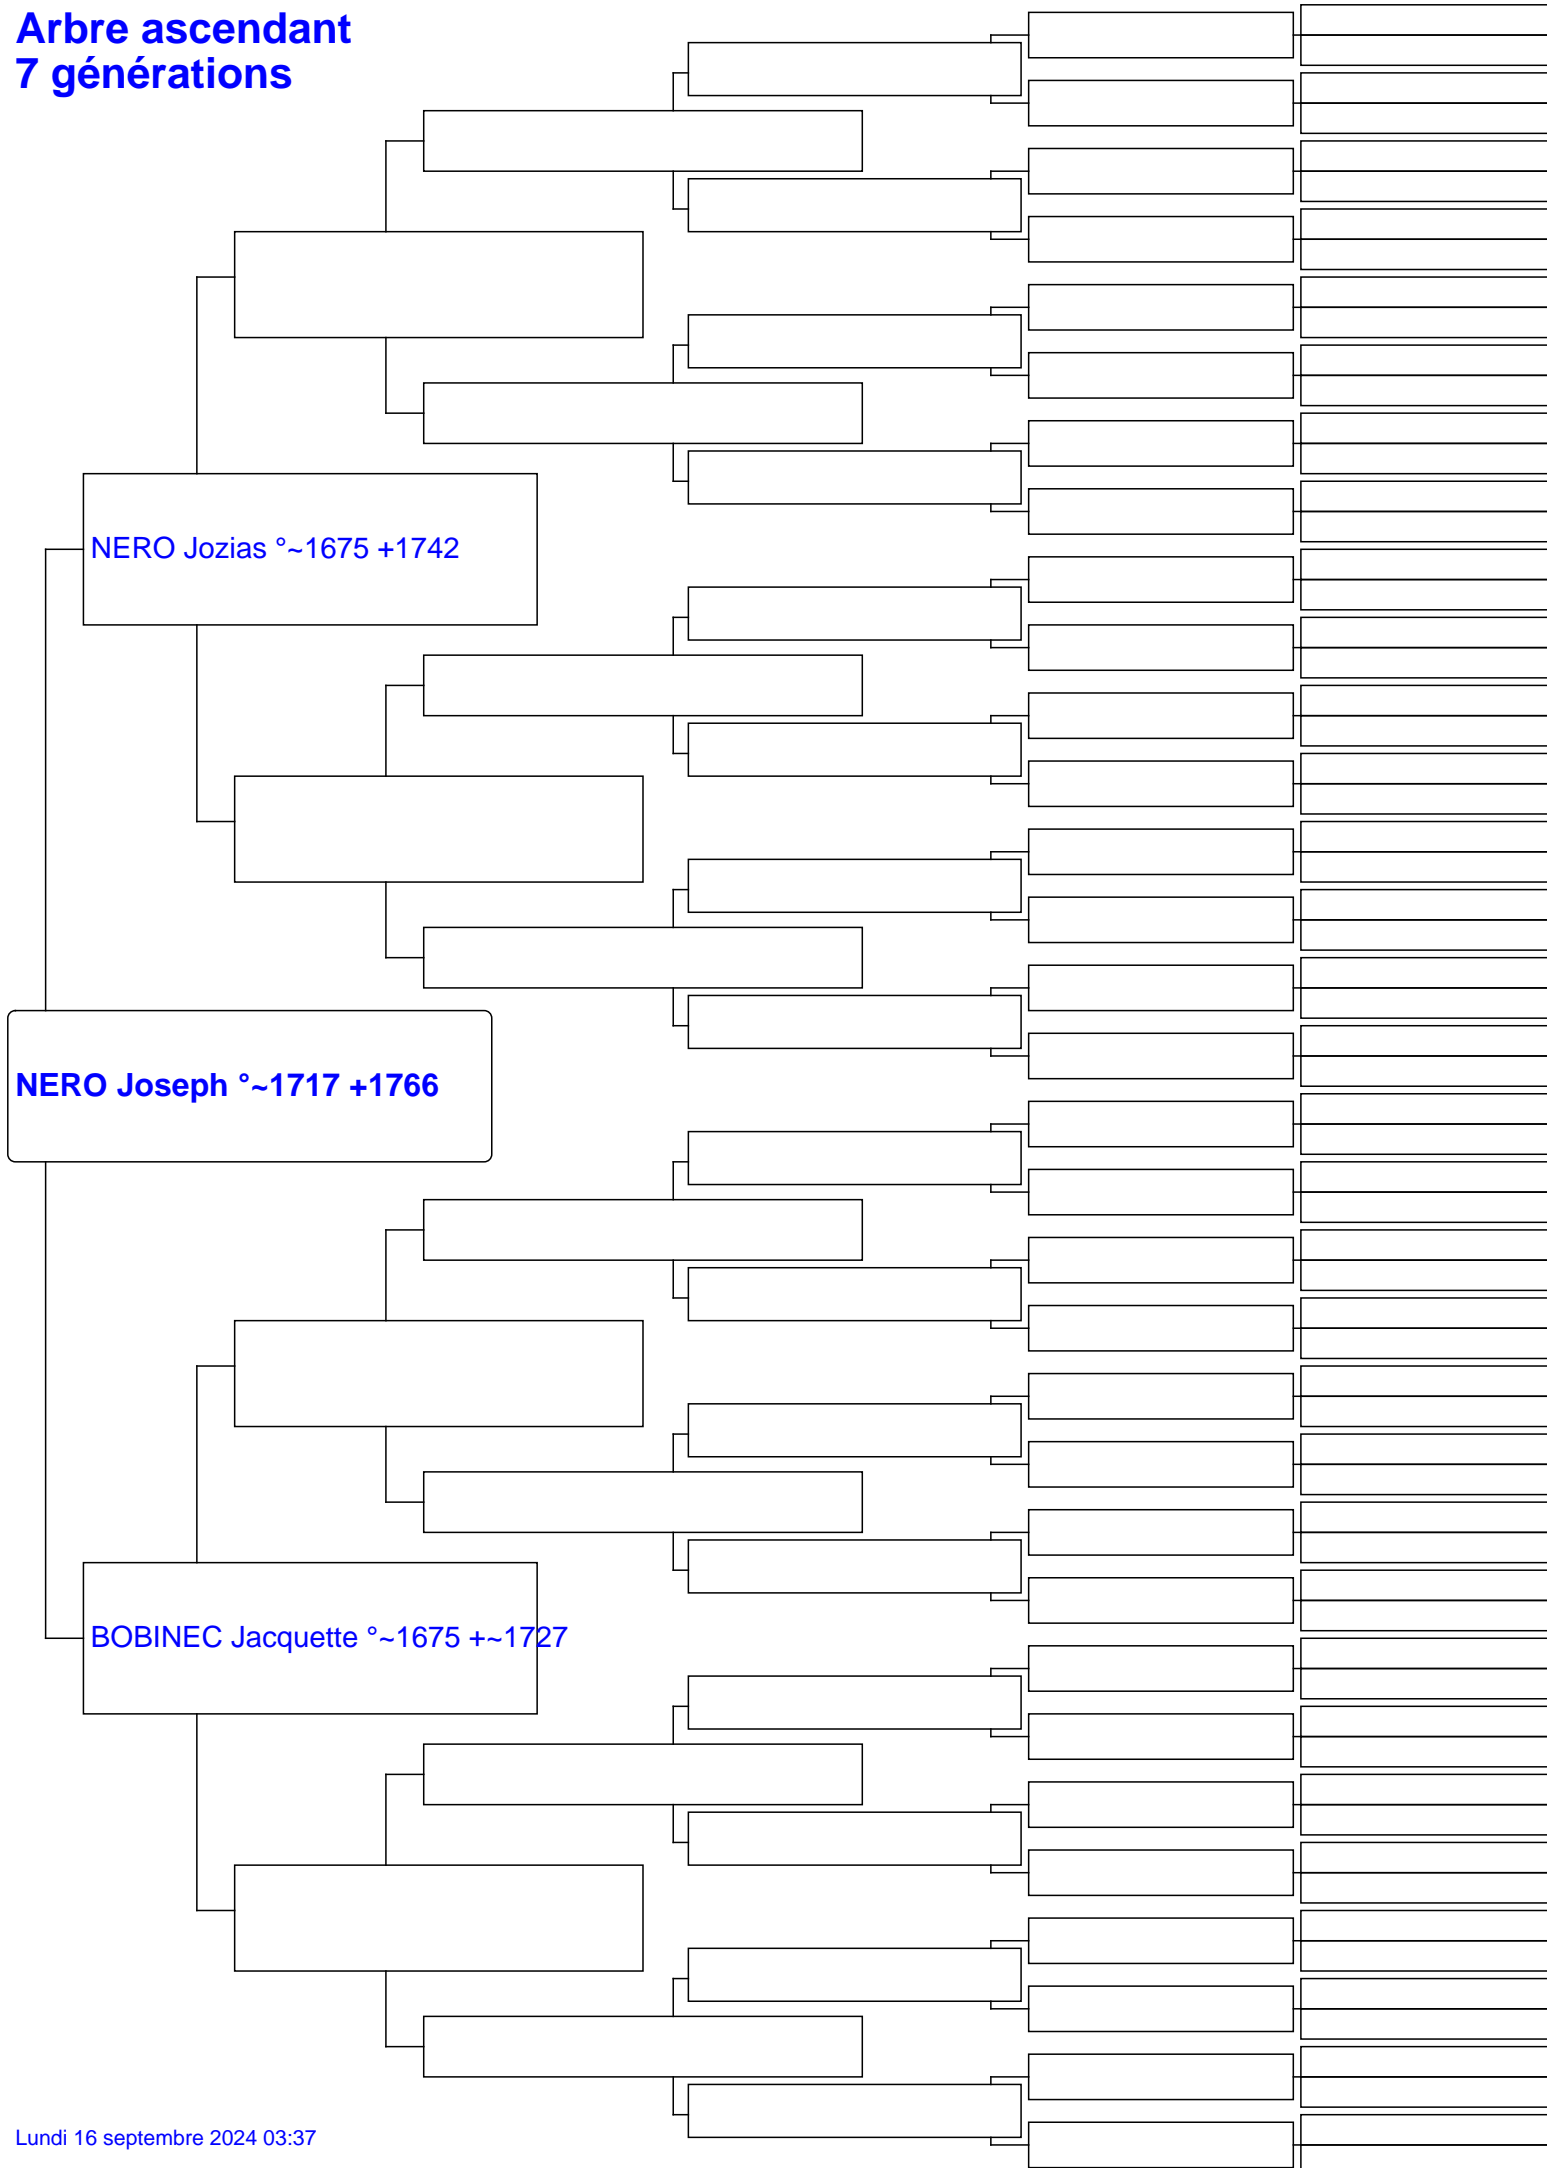 Arbre ascendant
7 générations
NERO Jozias °~1675 +1742
NERO Joseph °~1717 +1766
BOBINEC Jacquette °~1675 +~1727
Lundi 16 septembre 2024 03:37